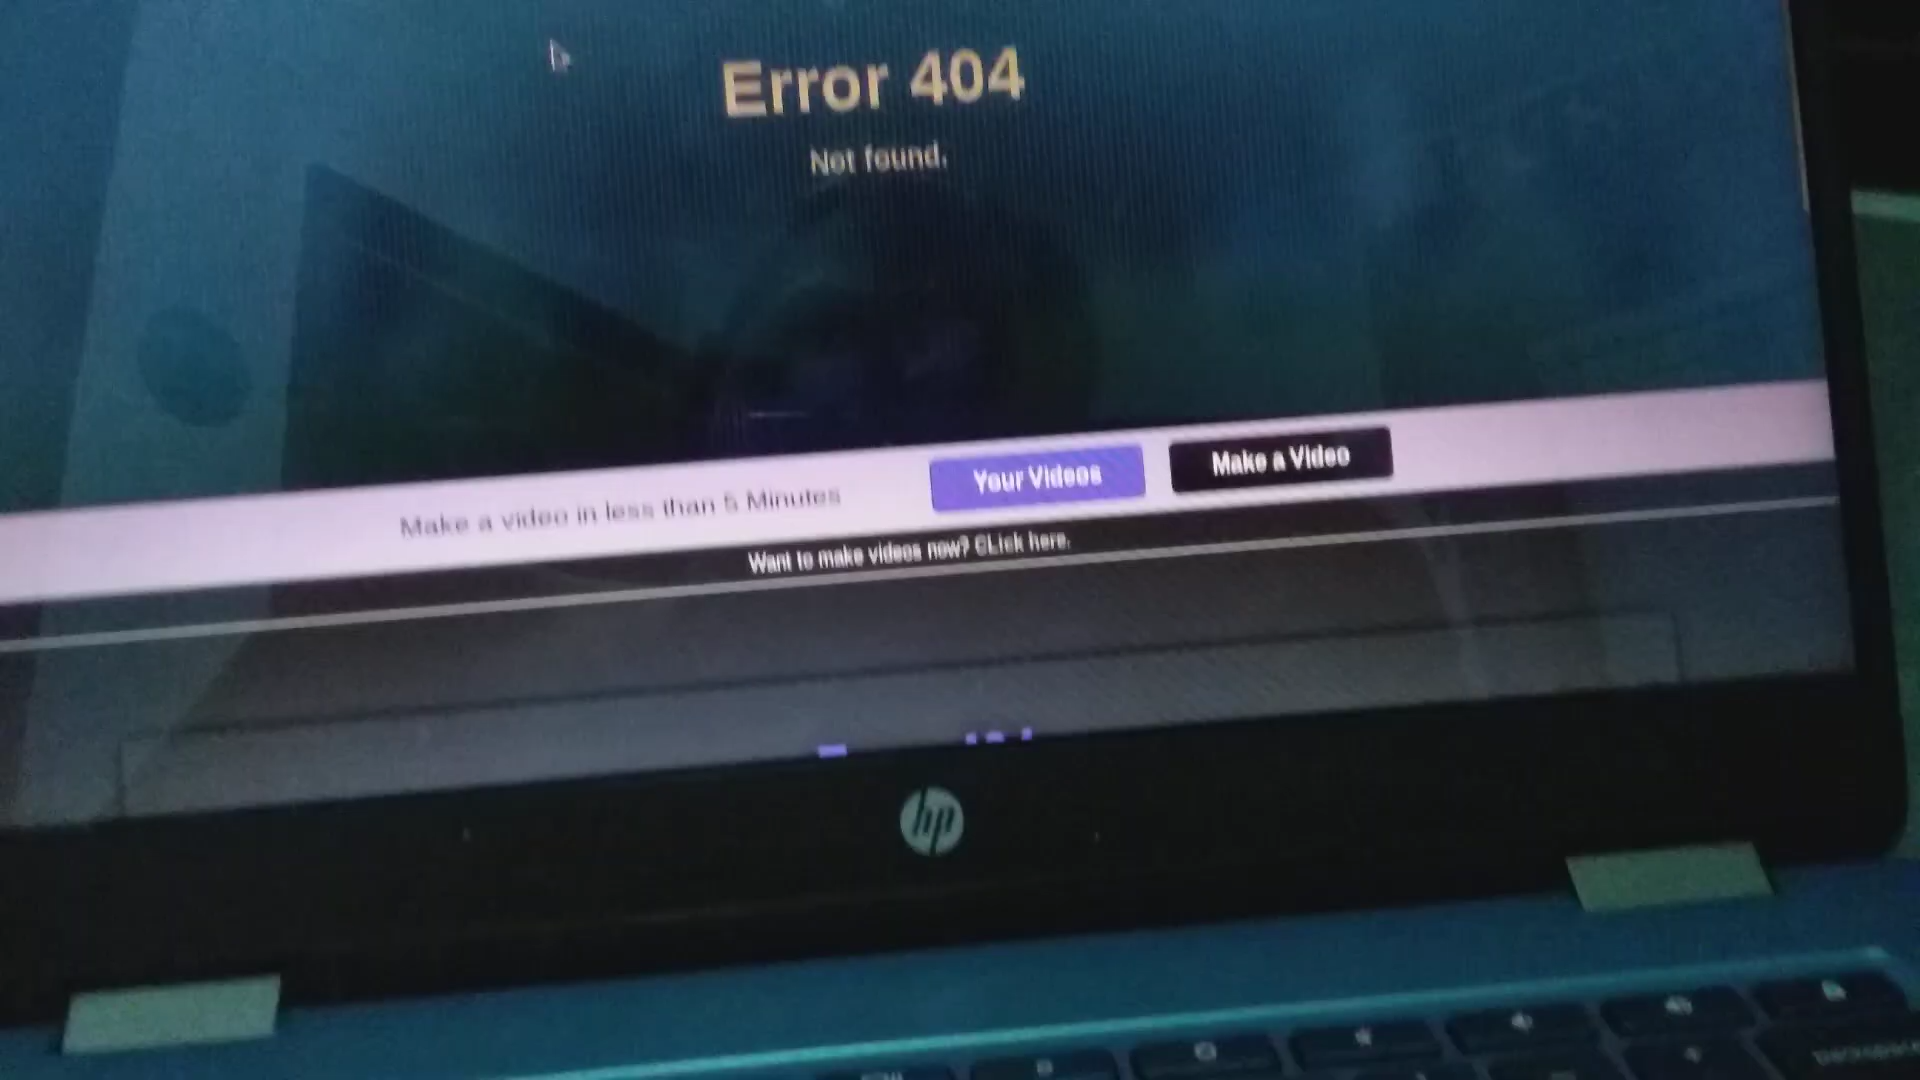 Error 404
Not found.
Make a video in less than 5 Minutes
Your Videos
Make a Video
Want to make videos now? CLick here.
hp
backspace